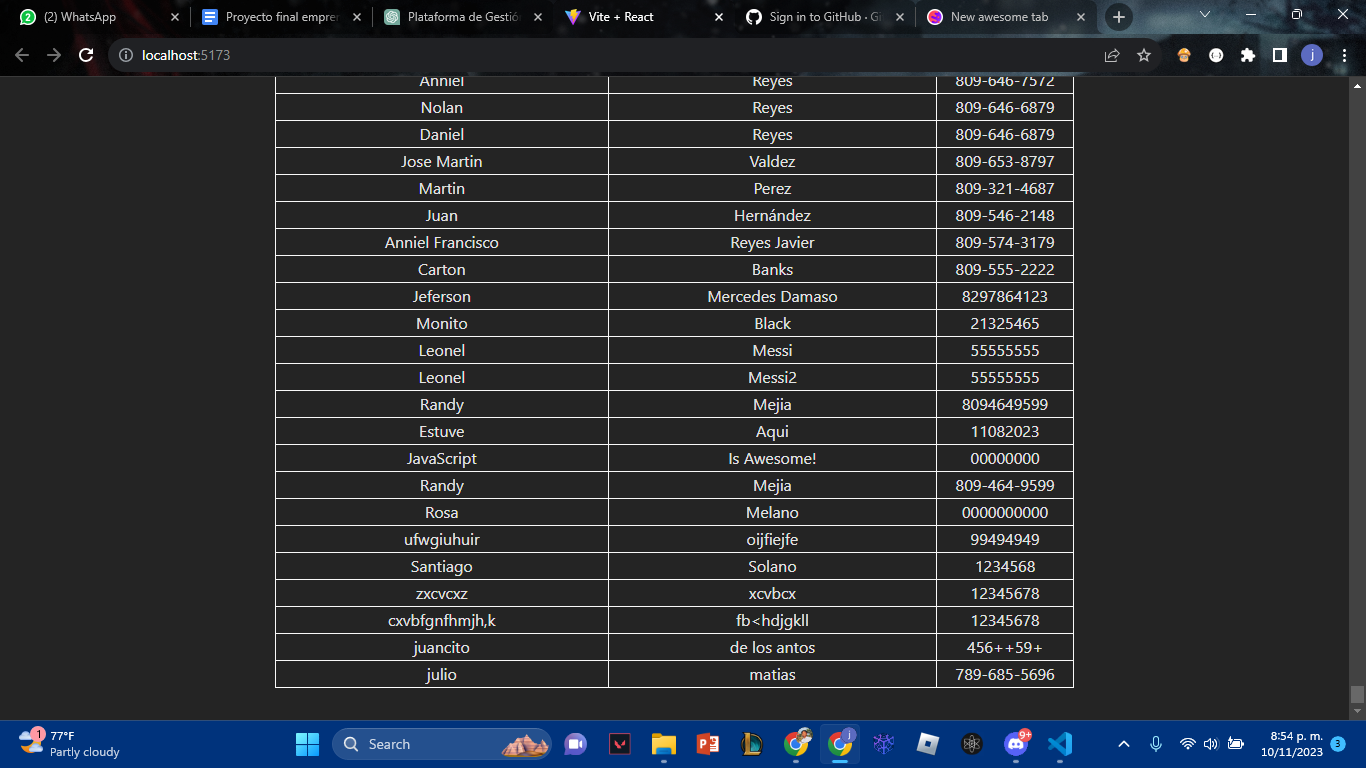 (2) WhatsApp
Proyecto final empren
Plataforma de Gestión
Vite + React
Sign in to GitHub · Gi
New awesome tab
localhost:5173
j
Anniel Reyes 809-646-7572
Nolan Reyes 809-646-6879
Daniel Reyes 809-646-6879
Jose Martin Valdez 809-653-8797
Martin Perez 809-321-4687
Juan Hernández 809-546-2148
Anniel Francisco Reyes Javier 809-574-3179
Carton Banks 809-555-2222
Jeferson Mercedes Damaso 8297864123
Monito Black 21325465
Leonel Messi 55555555
Leonel Messi2 55555555
Randy Mejia 8094649599
Estuve Aqui 11082023
JavaScript Is Awesome! 00000000
Randy Mejia 809-464-9599
Rosa Melano 0000000000
ufwgiuhuir oijfiejfe 99494949
Santiago Solano 1234568
zxcvcxz xcvbcx 12345678
cxvbfgnfhmjh,k fb<hdjgkll 12345678
juancito de los antos 456++59+
julio matias 789-685-5696
1
77°F
Partly cloudy
Search
9+
8:54 p. m.
10/11/2023
3